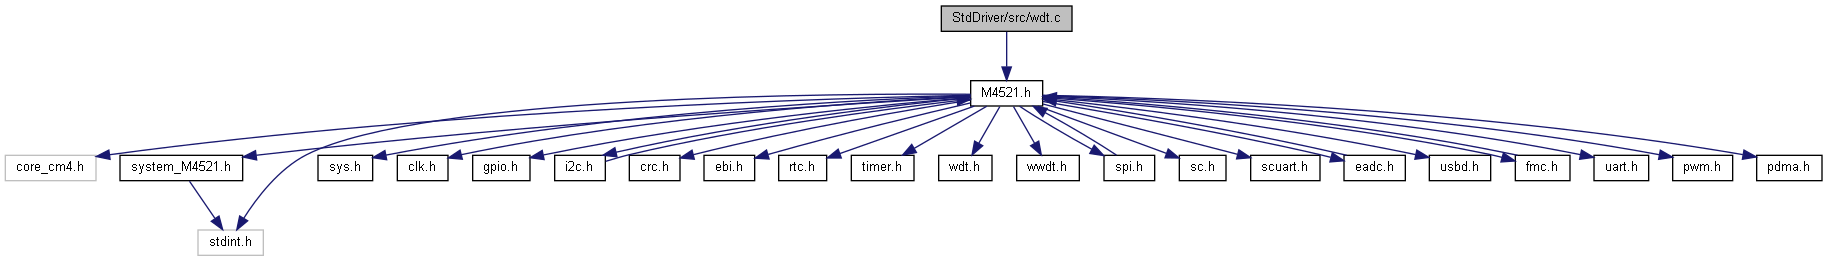 StdDriver/src/wdt.c
M4521.h
core_cm4.h
system_M4521.h
sys.h
clk.h
gpio.h
i2c.h
crc.h
ebi.h
rtc.h
timer.h
wdt.h
wwdt.h
spi.h
sc.h
scuart.h
eadc.h
usbd.h
fmc.h
uart.h
pwm.h
pdma.h
stdint.h